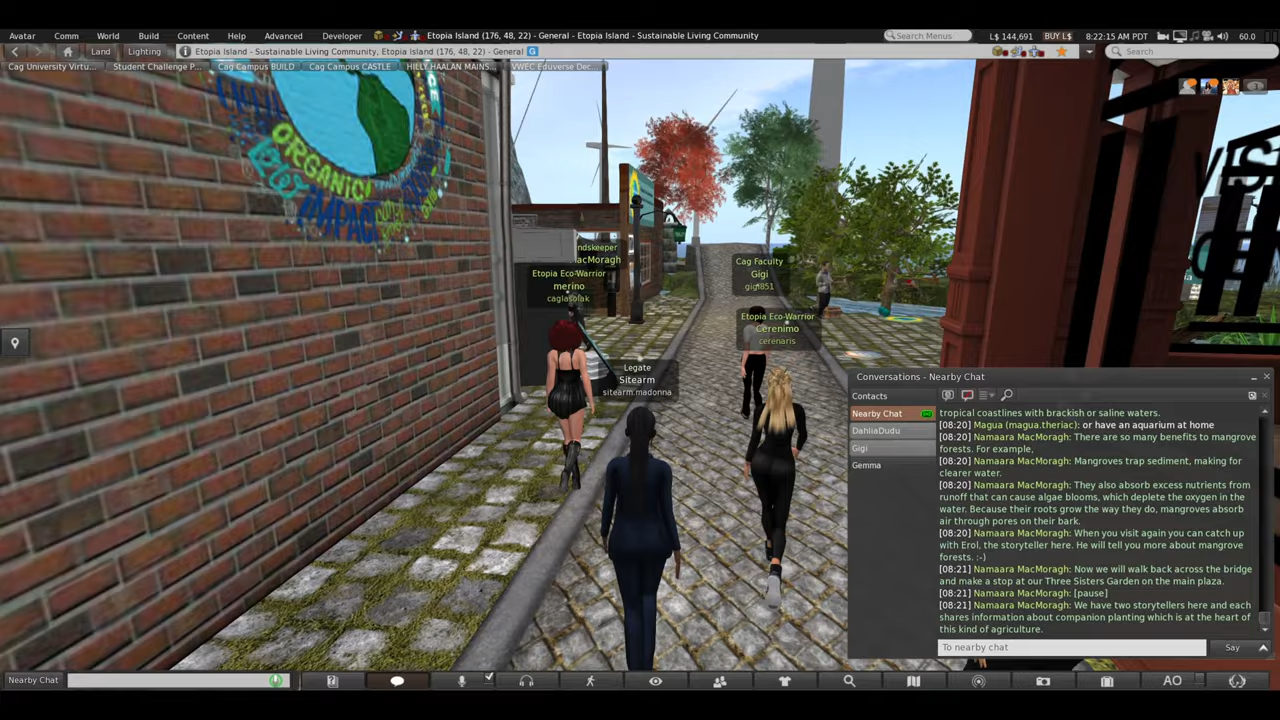 Avatar Comm World Build Content Help Advanced Developer Etopia Island (176, 48, 22) - General - Etopia Island - Sustainable Living Community Search Menus L$ 144,691 BUY L$ 8:22:15 AM PDT 60.0
Land Lighting Etopia Island - Sustainable Living Community, Etopia Island (176, 48, 22) - General G Search
Cag University Virtu... Student Challenge P... Cag Campus BUILD Cag Campus CASTLE HILLY HAALAN MAINS... VWEC Eduverse Dec...
ORGANIC!
IMPACT
VISI
ndskeeper
acMoragh
Etopia Eco-Warrior
merino
caglasolak
Cag Faculty
Gigi
gigi851
Etopia Eco-Warrior
Cerenimo
cerenaris
Legate
Sitearm
sitearm.madonna
Conversations - Nearby Chat
Contacts
Nearby Chat
DahliaDudu
Gigi
Gemma
tropical coastlines with brackish or saline waters.
[08:20] Magua (magua.theriac): or have an aquarium at home
[08:20] Namaara MacMoragh: There are so many benefits to mangrove
forests. For example,
[08:20] Namaara MacMoragh: Mangroves trap sediment, making for
clearer water.
[08:20] Namaara MacMoragh: They also absorb excess nutrients from
runoff that can cause algae blooms, which deplete the oxygen in the
water. Because their roots grow the way they do, mangroves absorb
air through pores on their bark.
[08:20] Namaara MacMoragh: When you visit again you can catch up
with Erol, the storyteller here. He will tell you more about mangrove
forests. :-)
[08:21] Namaara MacMoragh: Now we will walk back across the bridge
and make a stop at our Three Sisters Garden on the main plaza.
[08:21] Namaara MacMoragh: [pause]
[08:21] Namaara MacMoragh: We have two storytellers here and each
shares information about companion planting which is at the heart of
this kind of agriculture.
To nearby chat Say
Nearby Chat AO